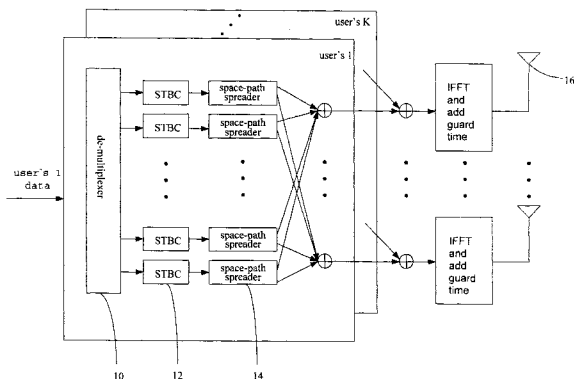 user's K
user's 1
user's 1
data
de-multiplexer
STBC
space-path
spreader
STBC
space-path
spreader
STBC
space-path
spreader
STBC
space-path
spreader
IFFT
and
add
guard
time
IFFT
and
add
guard
time
16
10
12
14